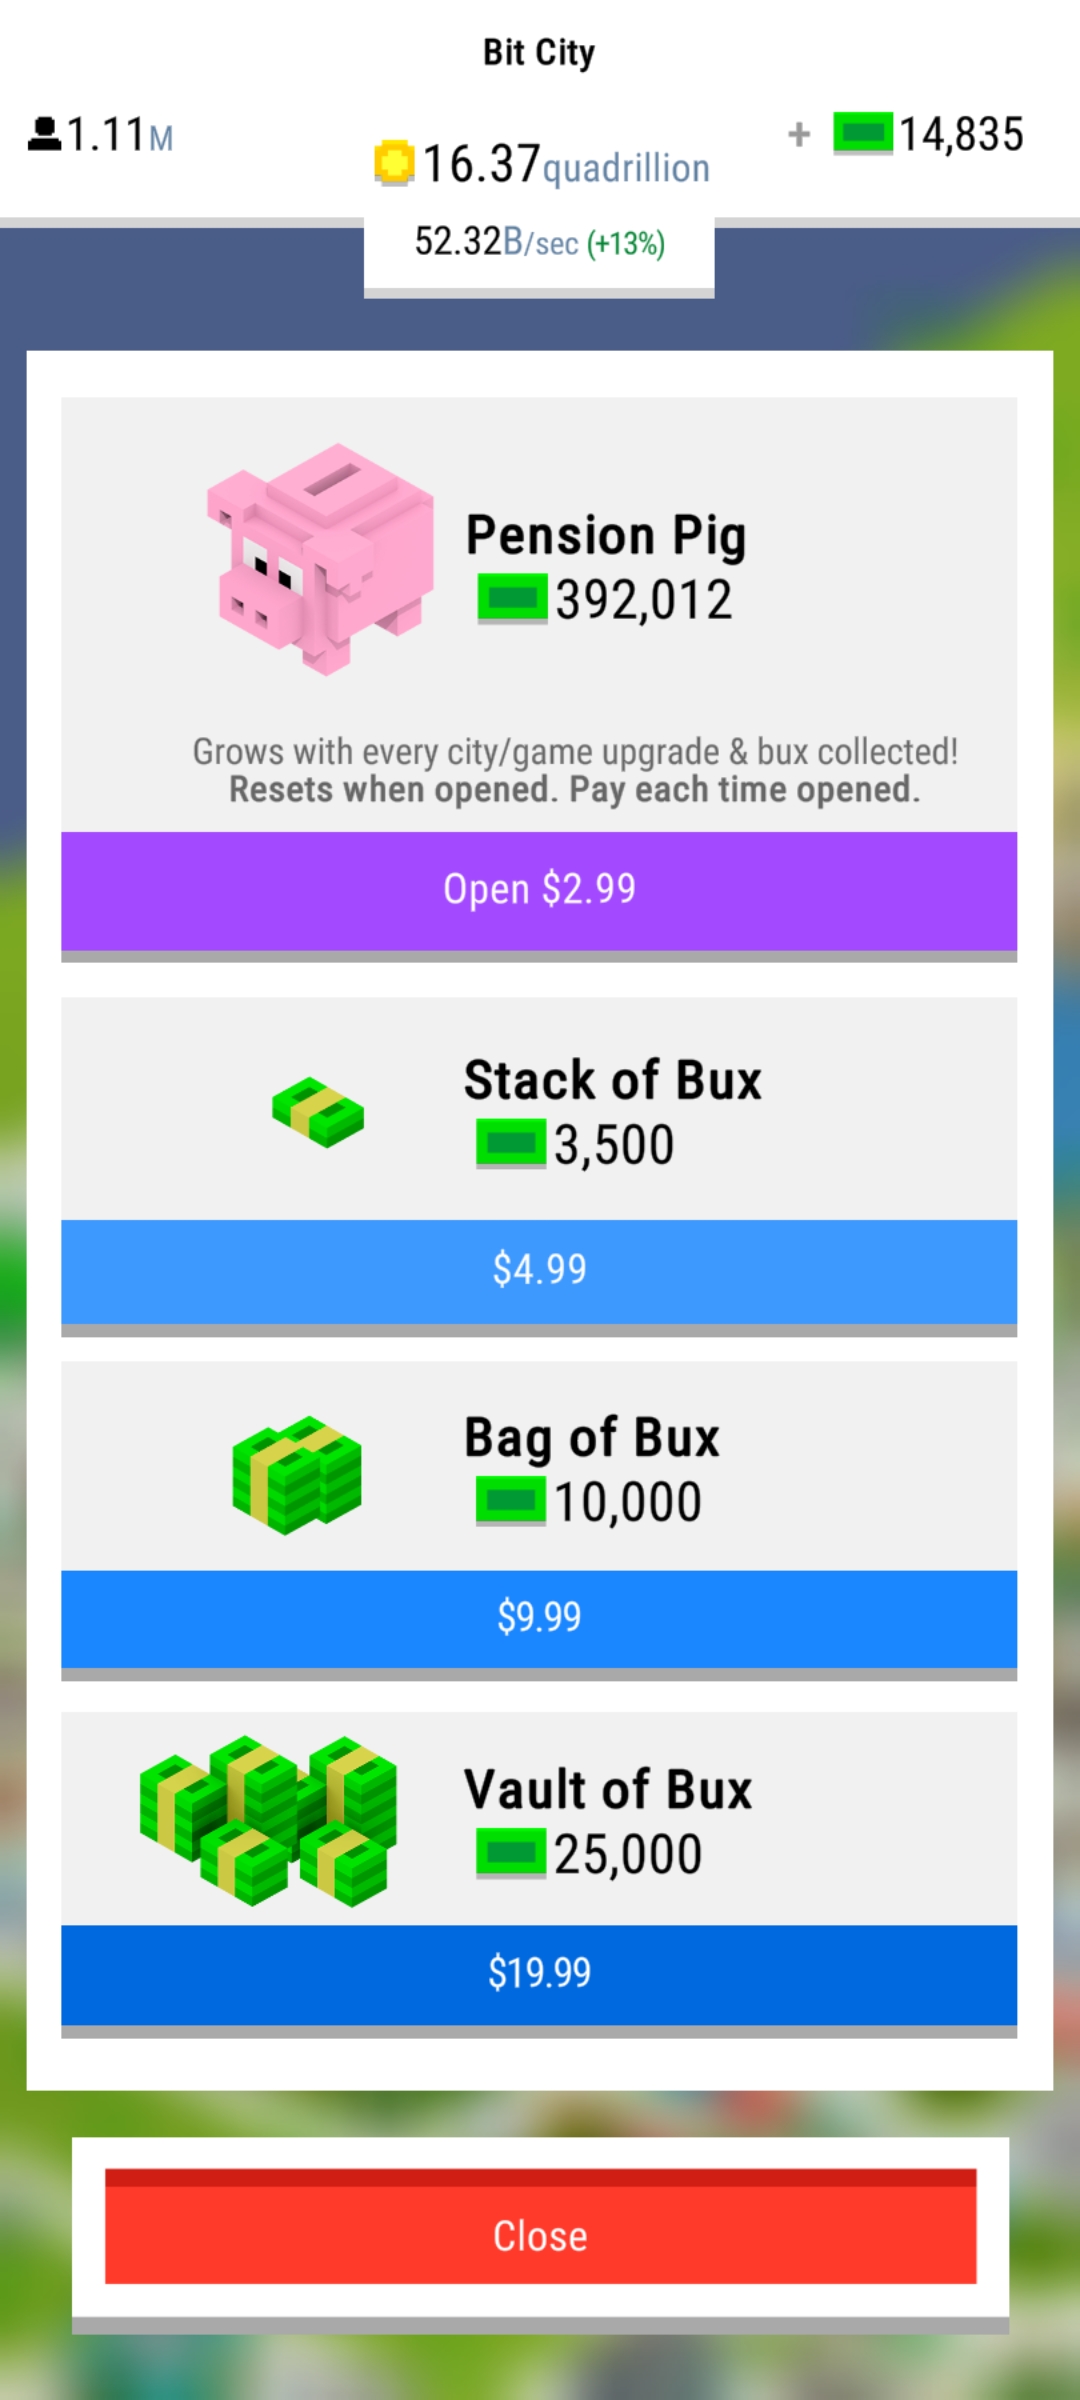 Bit City
1.11M
16.37quadrillion
+ 14,835
52.32B/sec (+13%)
Pension Pig
392,012
Grows with every city/game upgrade & bux collected!
Resets when opened. Pay each time opened.
Open $2.99
Stack of Bux
3,500
$4.99
Bag of Bux
10,000
$9.99
Vault of Bux
25,000
$19.99
Close